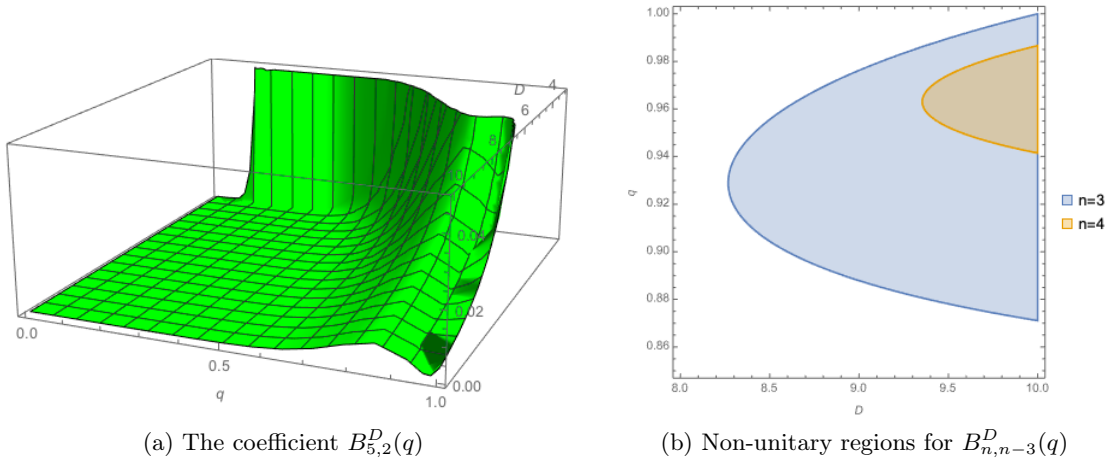 D
4
6
8
10
0.04
0.02
0.00
0.0
0.5
1.0
q
(a) The coefficient B^D_{5,2}(q)
1.00
0.98
0.96
0.94
0.92
0.90
0.88
0.86
q
8.0 8.5 9.0 9.5 10.0
D
n=3
n=4
(b) Non-unitary regions for B^D_{n,n−3}(q)